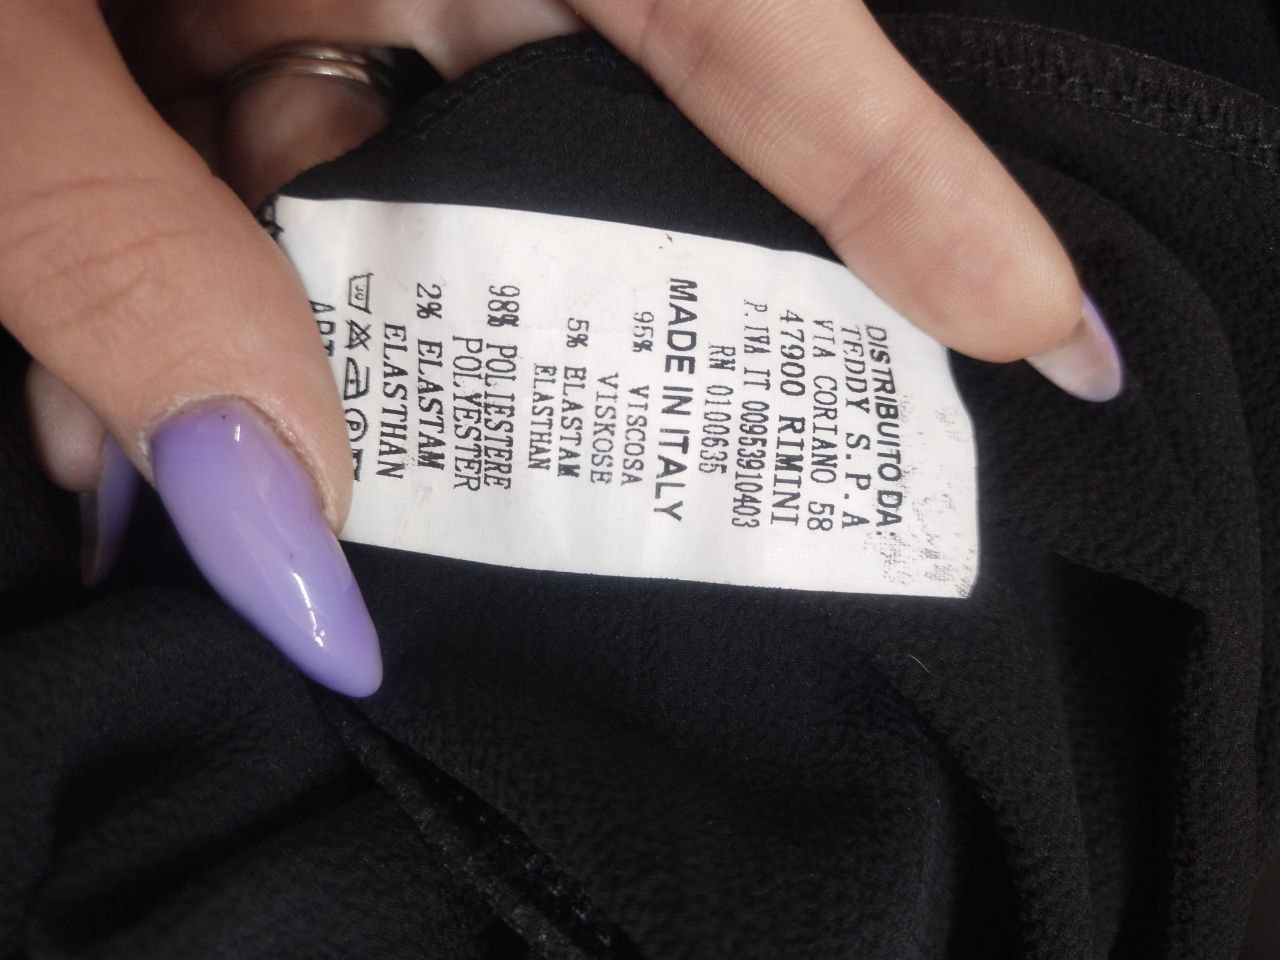 DISTRIBUITO DA:
TEDDY S.P.A
VIA CORIANO 58
47900 RIMINI
P.IVA IT 00953910403
RN 0100635
MADE IN ITALY
95% VISCOSA
VISKOSE
5% ELASTAM
ELASTHAN
98% POLIESTERE
POLYESTER
2% ELASTAM
ELASTHAN
30 P